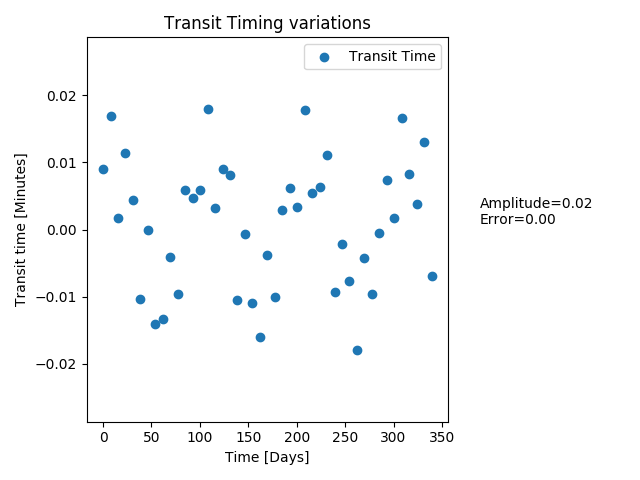 Transit Timing variations
Transit Time
0.02
0.01
0.00
−0.01
−0.02
Transit time [Minutes]
0 50 100 150 200 250 300 350
Time [Days]
Amplitude=0.02
Error=0.00